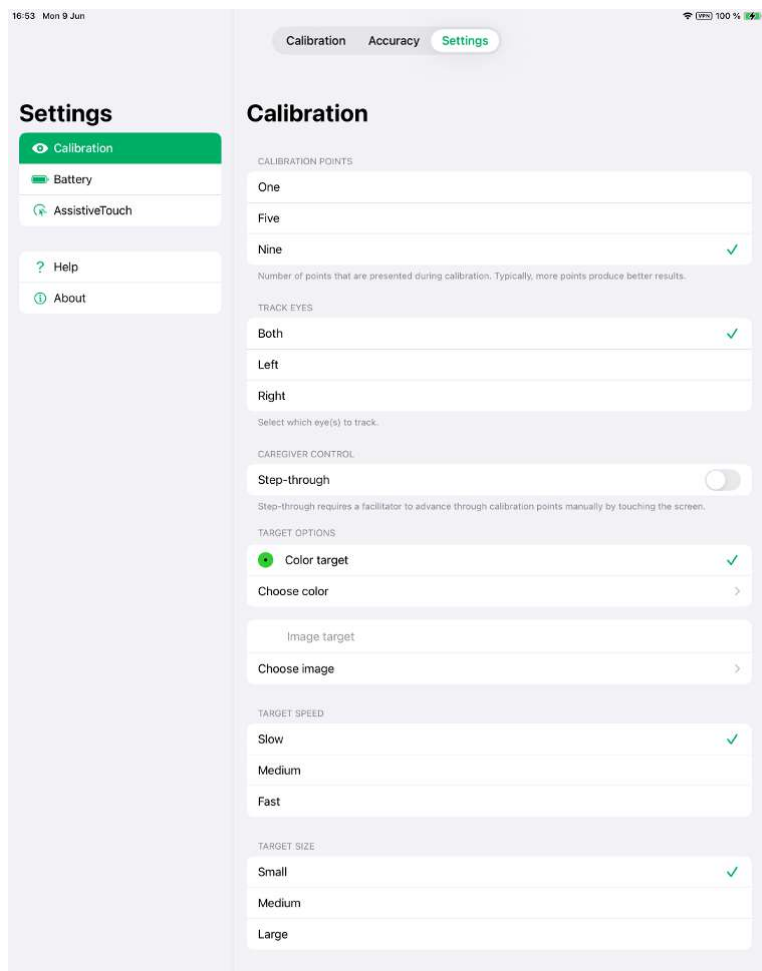 16:53 Mon 9 Jun
VPN 100 %
Calibration Accuracy Settings
Settings
Calibration
Battery
AssistiveTouch
? Help
About
Calibration
CALIBRATION POINTS
One
Five
Nine
Number of points that are presented during calibration. Typically, more points produce better results.
TRACK EYES
Both
Left
Right
Select which eye(s) to track.
CAREGIVER CONTROL
Step-through
Step-through requires a facilitator to advance through calibration points manually by touching the screen.
TARGET OPTIONS
Color target
Choose color
Image target
Choose image
TARGET SPEED
Slow
Medium
Fast
TARGET SIZE
Small
Medium
Large